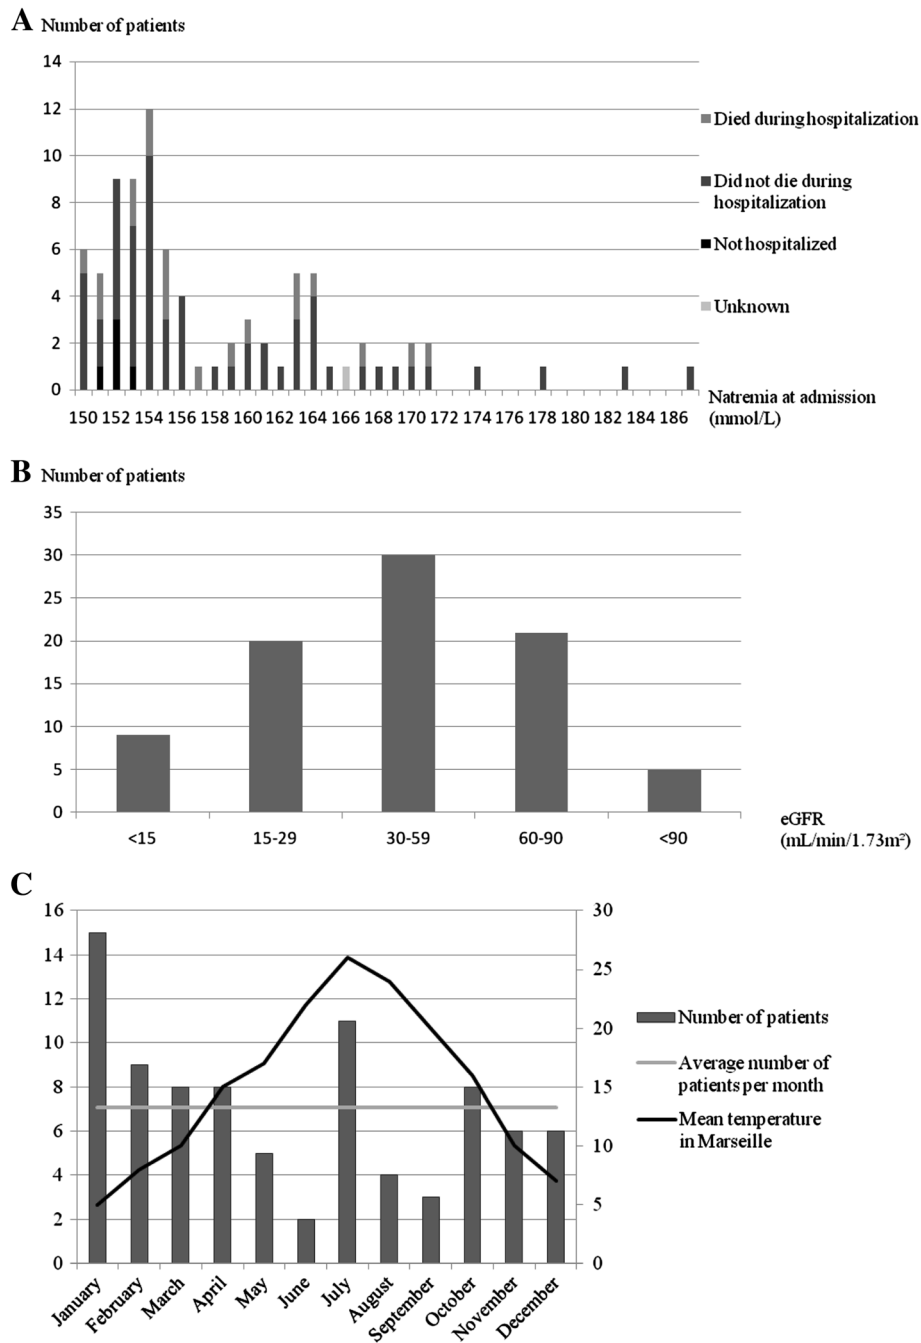 A Number of patients
14
12
10
8
6
4
2
0
Died during hospitalization
Did not die during
hospitalization
Not hospitalized
Unknown
150 152 154 156 158 160 162 164 166 168 170 172 174 176 178 180 182 184 186
Natremia at admission
(mmol/L)
B Number of patients
35
30
25
20
15
10
5
0
<15 15-29 30-59 60-90 <90
eGFR
(mL/min/1.73m²)
C
16 30
14 25
12
10 20
8 15
6 10
4
2 5
0 0
January February March April May June July August September October November December
Number of patients
Average number of
patients per month
Mean temperature
in Marseille